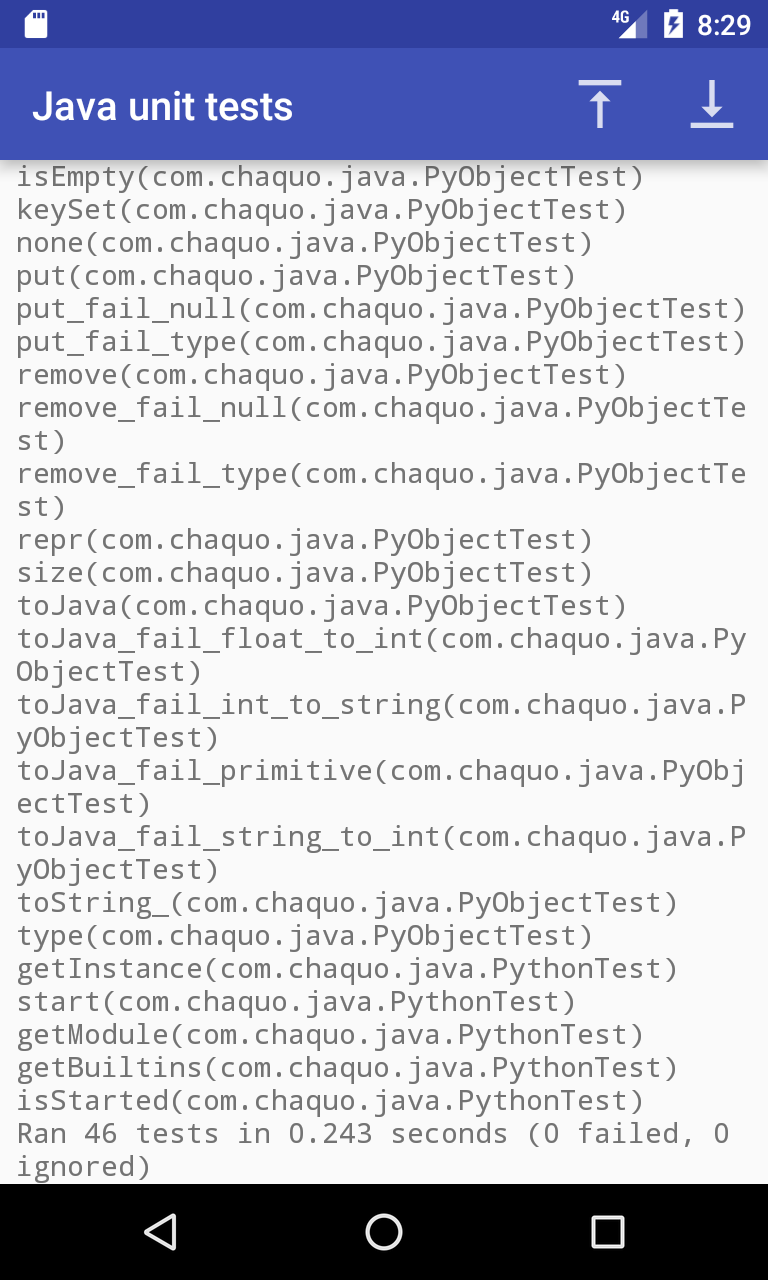 4G 8:29
Java unit tests
isEmpty(com.chaquo.java.PyObjectTest)
keySet(com.chaquo.java.PyObjectTest)
none(com.chaquo.java.PyObjectTest)
put(com.chaquo.java.PyObjectTest)
put_fail_null(com.chaquo.java.PyObjectTest)
put_fail_type(com.chaquo.java.PyObjectTest)
remove(com.chaquo.java.PyObjectTest)
remove_fail_null(com.chaquo.java.PyObjectTe
st)
remove_fail_type(com.chaquo.java.PyObjectTe
st)
repr(com.chaquo.java.PyObjectTest)
size(com.chaquo.java.PyObjectTest)
toJava(com.chaquo.java.PyObjectTest)
toJava_fail_float_to_int(com.chaquo.java.Py
ObjectTest)
toJava_fail_int_to_string(com.chaquo.java.P
yObjectTest)
toJava_fail_primitive(com.chaquo.java.PyObj
ectTest)
toJava_fail_string_to_int(com.chaquo.java.P
yObjectTest)
toString_(com.chaquo.java.PyObjectTest)
type(com.chaquo.java.PyObjectTest)
getInstance(com.chaquo.java.PythonTest)
start(com.chaquo.java.PythonTest)
getModule(com.chaquo.java.PythonTest)
getBuiltins(com.chaquo.java.PythonTest)
isStarted(com.chaquo.java.PythonTest)
Ran 46 tests in 0.243 seconds (0 failed, 0
ignored)